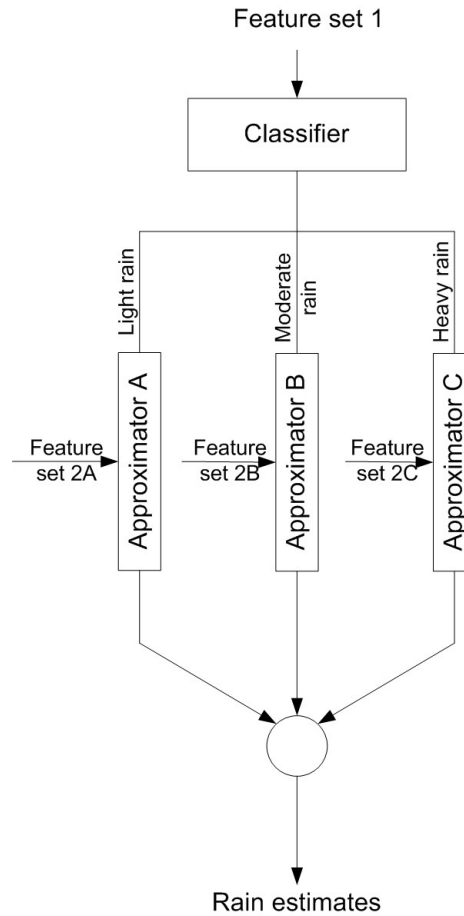 Feature set 1
Classifier
Light rain
Moderate
rain
Heavy rain
Feature
set 2A
Approximator A
Feature
set 2B
Approximator B
Feature
set 2C
Approximator C
Rain estimates